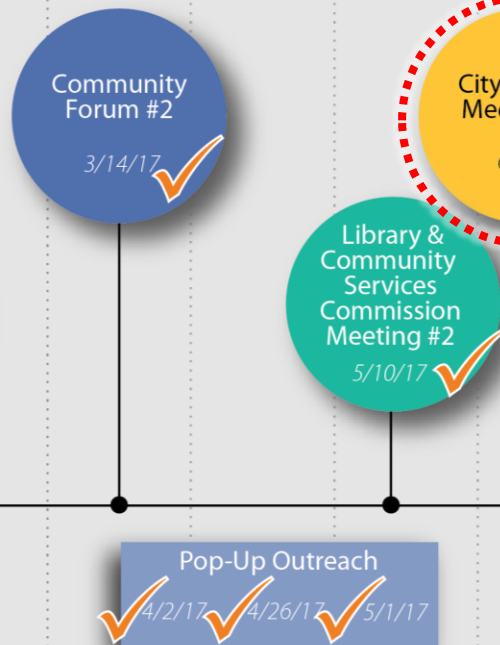 Community
Forum #2
3/14/17
City
Library &
Community
Services
Commission
Meeting #2
5/10/17
Pop-Up Outreach
4/2/17 4/26/17 5/1/17